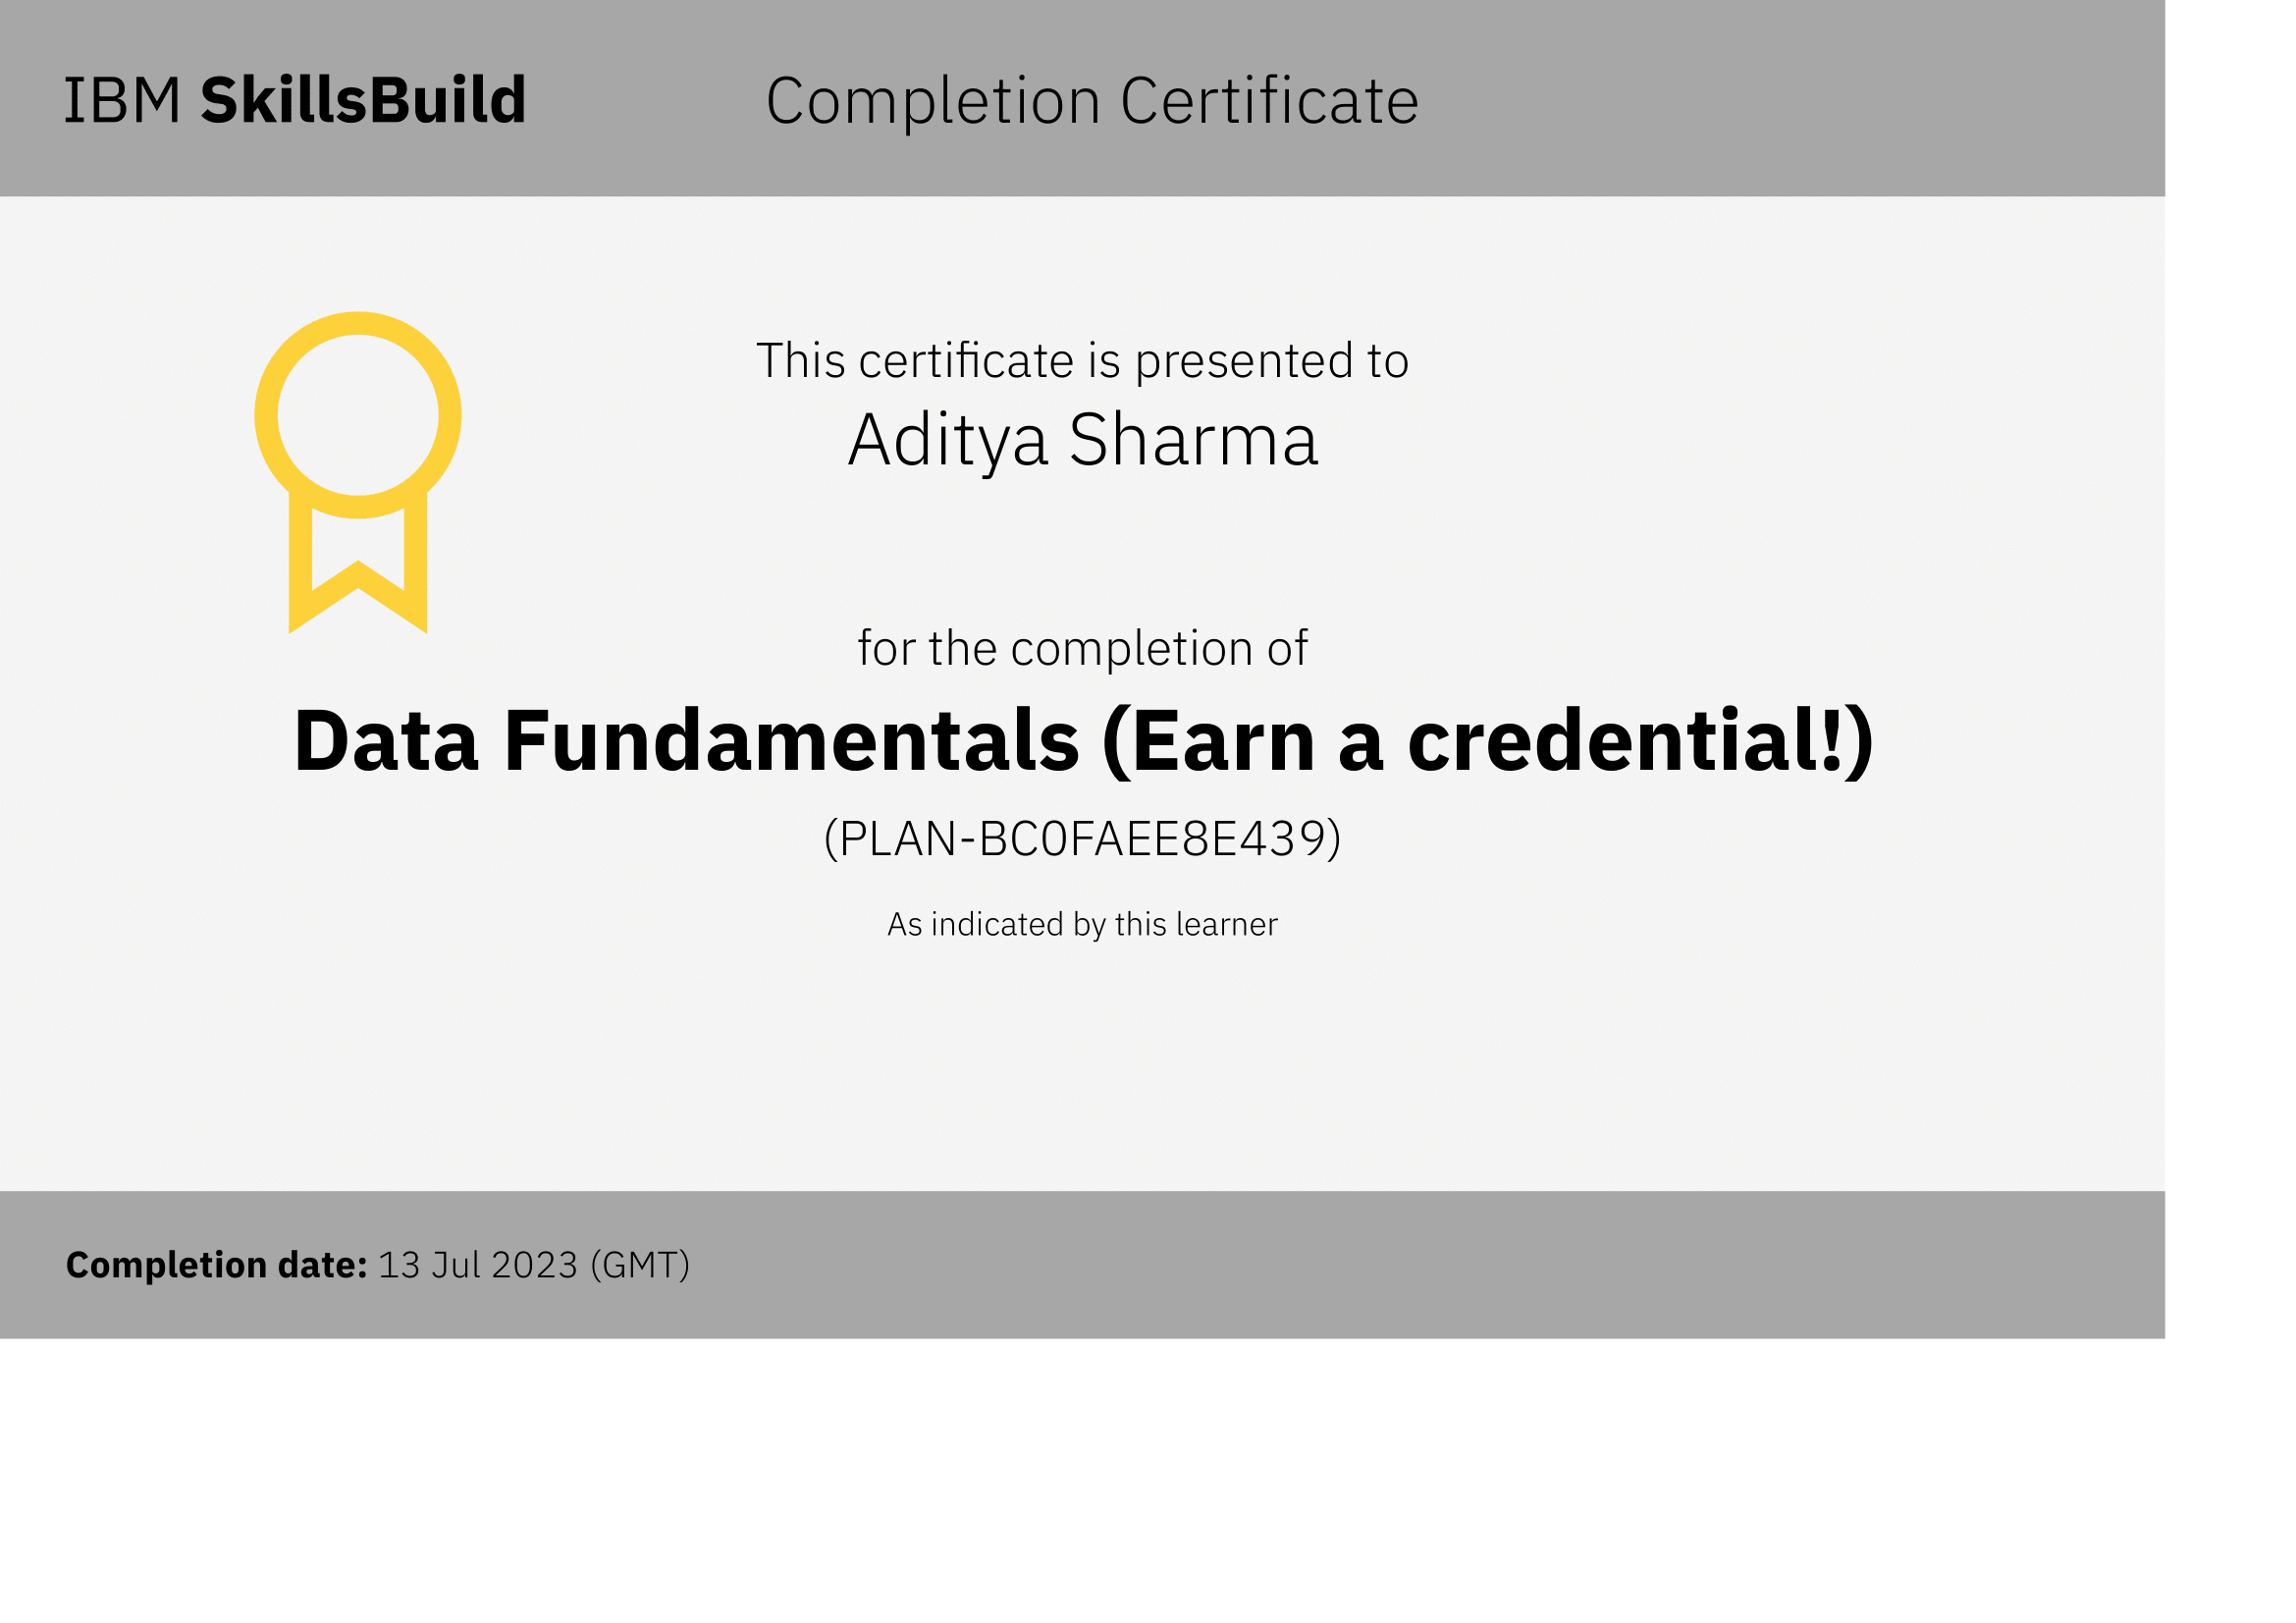 IBM SkillsBuild
Completion Certificate
This certificate is presented to
Aditya Sharma
for the completion of
Data Fundamentals (Earn a credential!)
(PLAN-BC0FAEE8E439)
As indicated by this learner
Completion date: 13 Jul 2023 (GMT)